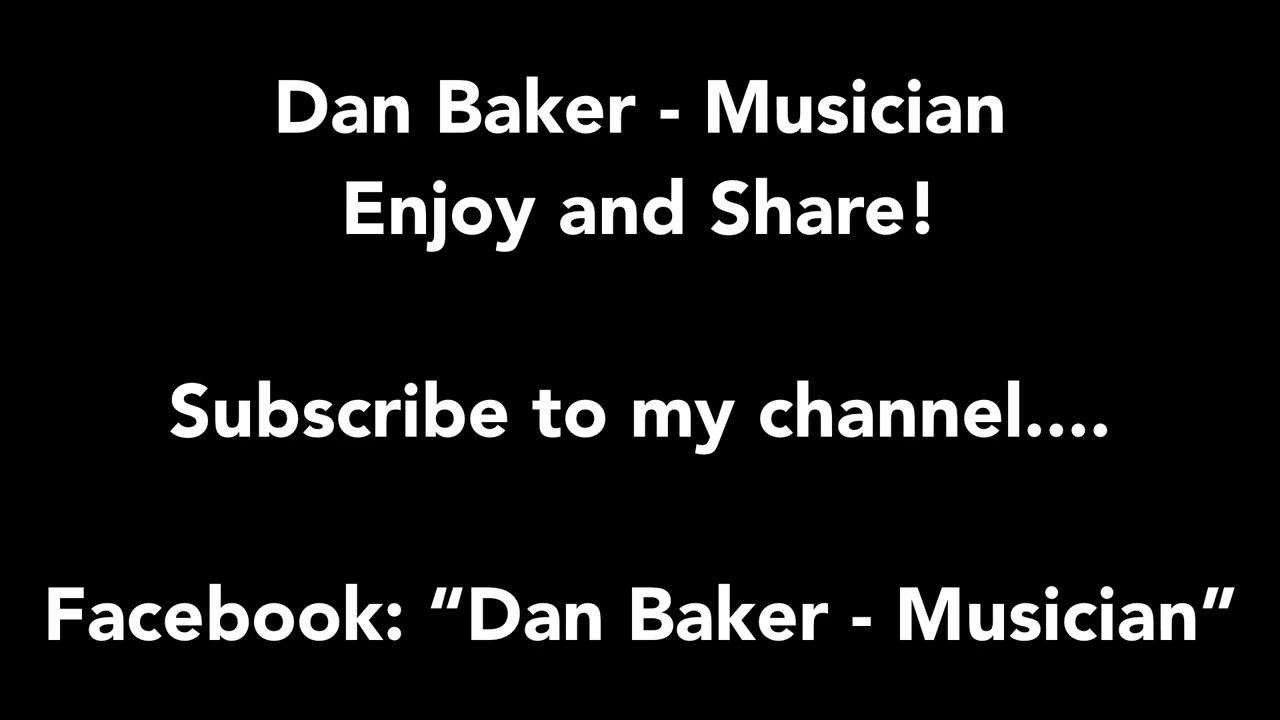 Dan Baker - Musician
Enjoy and Share!
Subscribe to my channel....
Facebook: “Dan Baker - Musician”